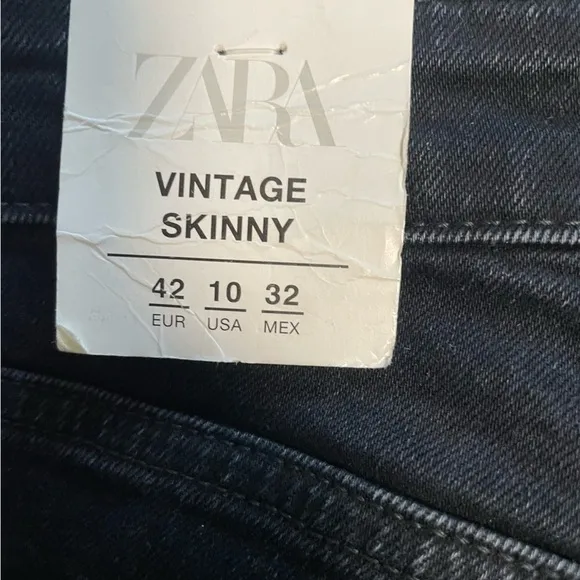 ZARA
VINTAGE
SKINNY
42 10 32
EUR USA MEX